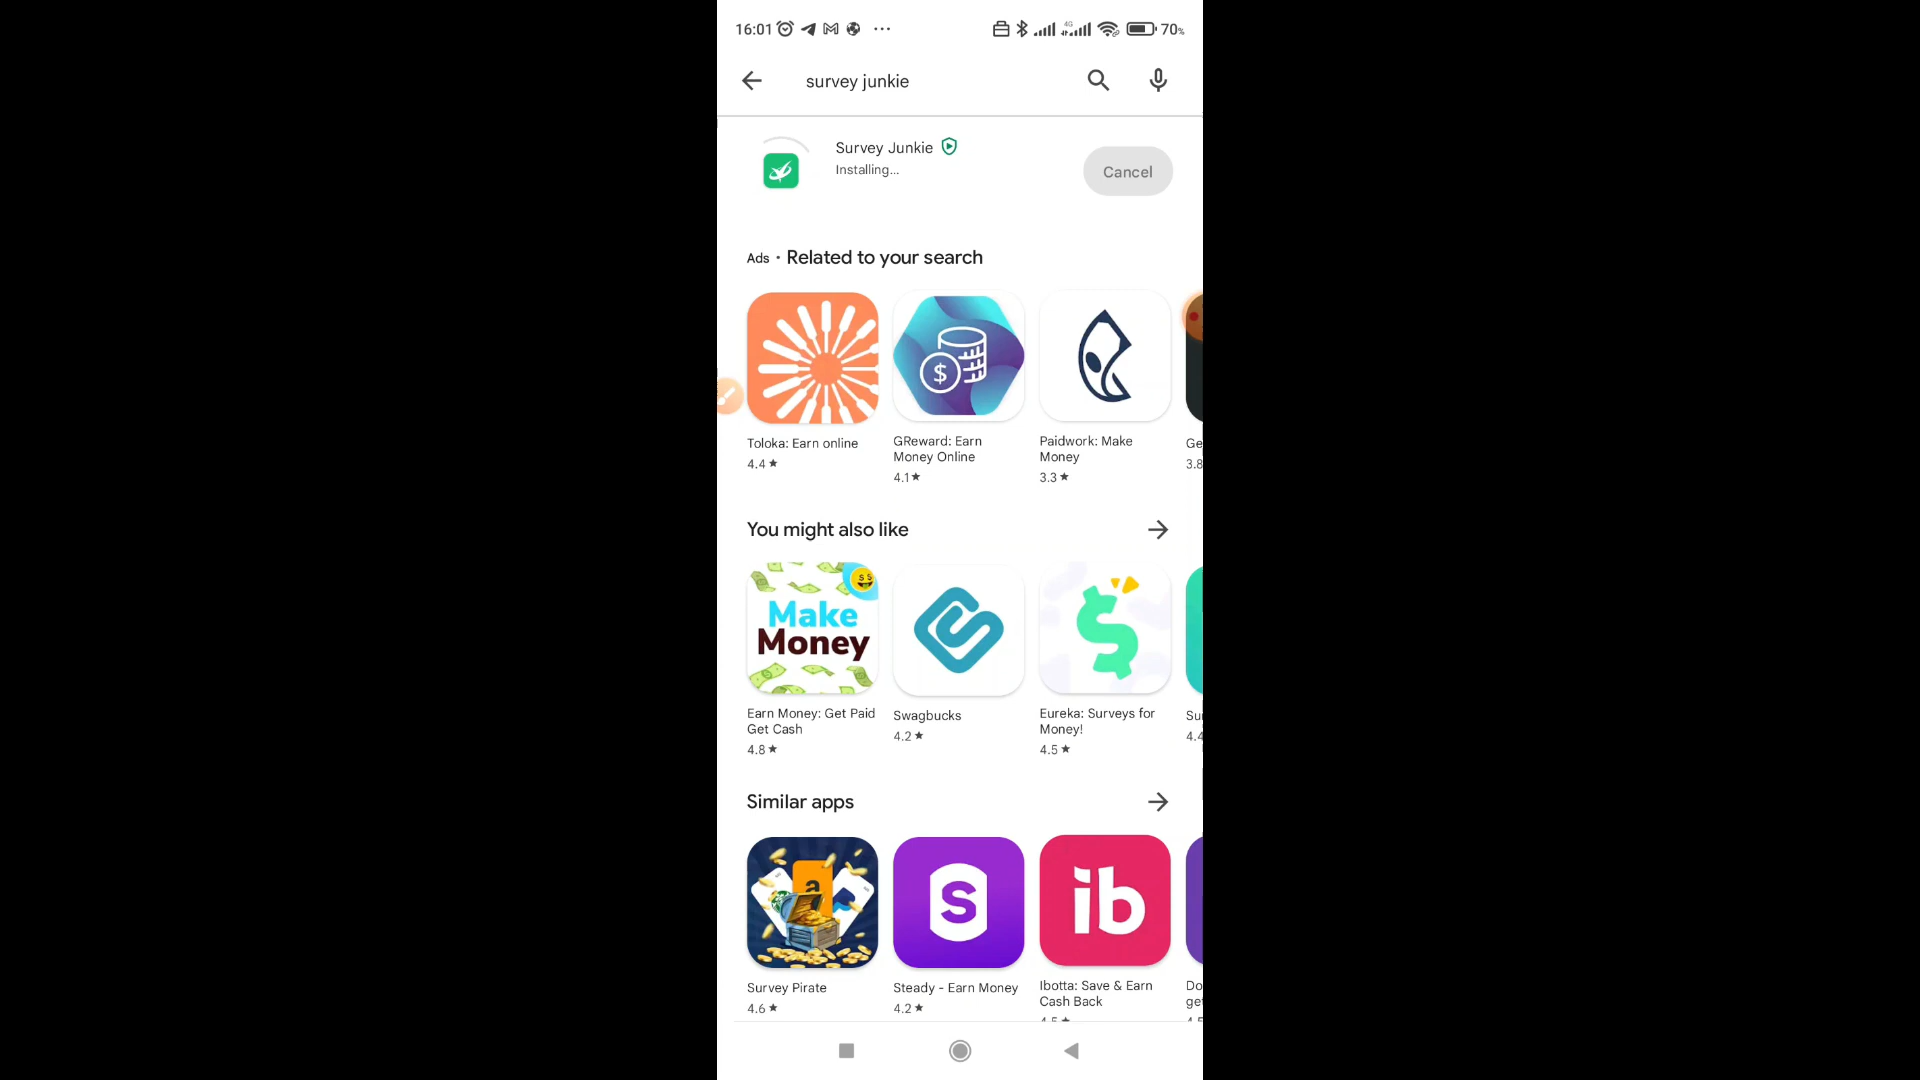 16:01 ... 4G 70%
survey junkie
Survey Junkie
Installing...
Cancel
Ads • Related to your search
$
Toloka: Earn online
4.4 ★
GReward: Earn
Money Online
4.1 ★
Paidwork: Make
Money
3.3 ★
Ge
3.8
You might also like
Make
Money
$ $
Earn Money: Get Paid
Get Cash
4.8 ★
Swagbucks
4.2 ★
$
Eureka: Surveys for
Money!
4.5 ★
Su
4.4
Similar apps
a
Survey Pirate
4.6 ★
S
Steady - Earn Money
4.2 ★
ib
Ibotta: Save & Earn
Cash Back
4.5 ★
Do
get
4.5